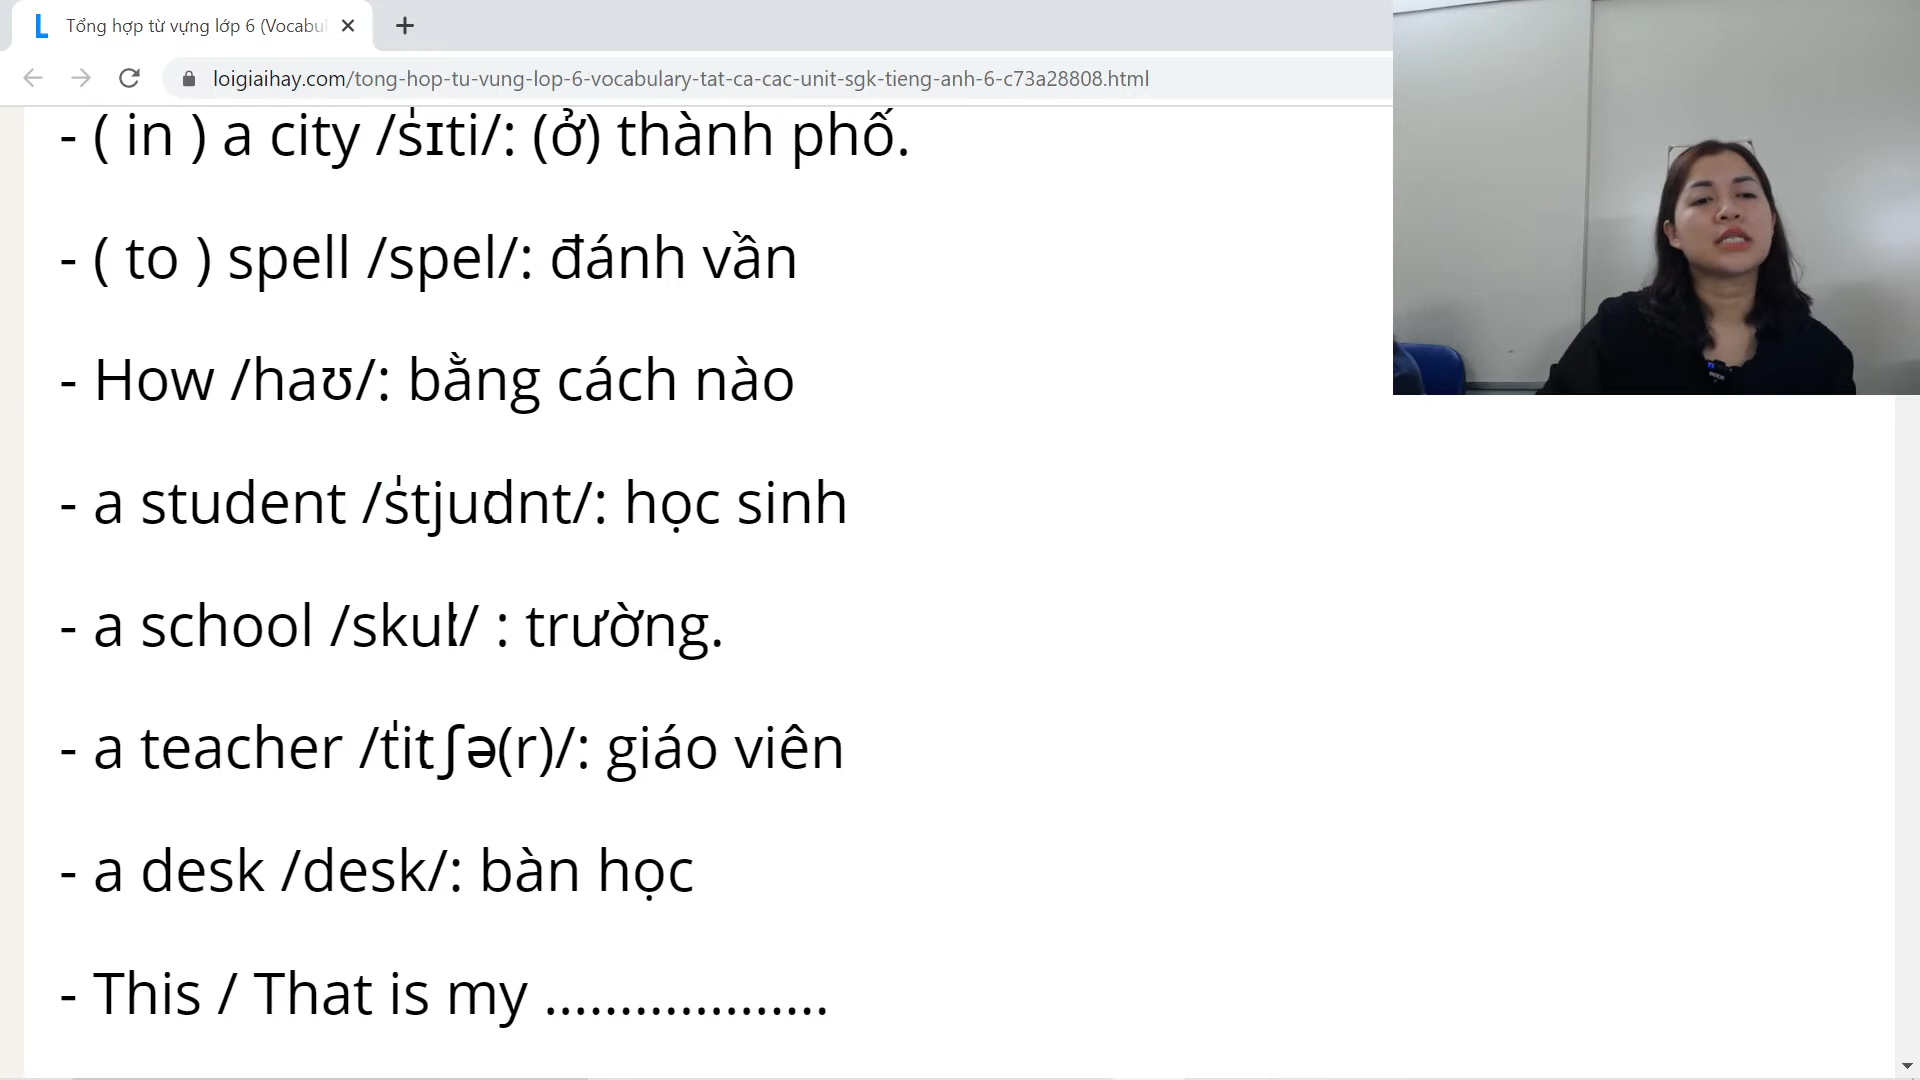 Tổng hợp từ vựng lớp 6 (Vocabul
loigiaihay.com/tong-hop-tu-vung-lop-6-vocabulary-tat-ca-cac-unit-sgk-tieng-anh-6-c73a28808.html
- ( in ) a city /ˈsɪti/: (ở) thành phố.
- ( to ) spell /spel/: đánh vần
- How /haʊ/: bằng cách nào
- a student /ˈstjuːdnt/: học sinh
- a school /skuːl/ : trường.
- a teacher /ˈtiːtʃə(r)/: giáo viên
- a desk /desk/: bàn học
- This / That is my ...................